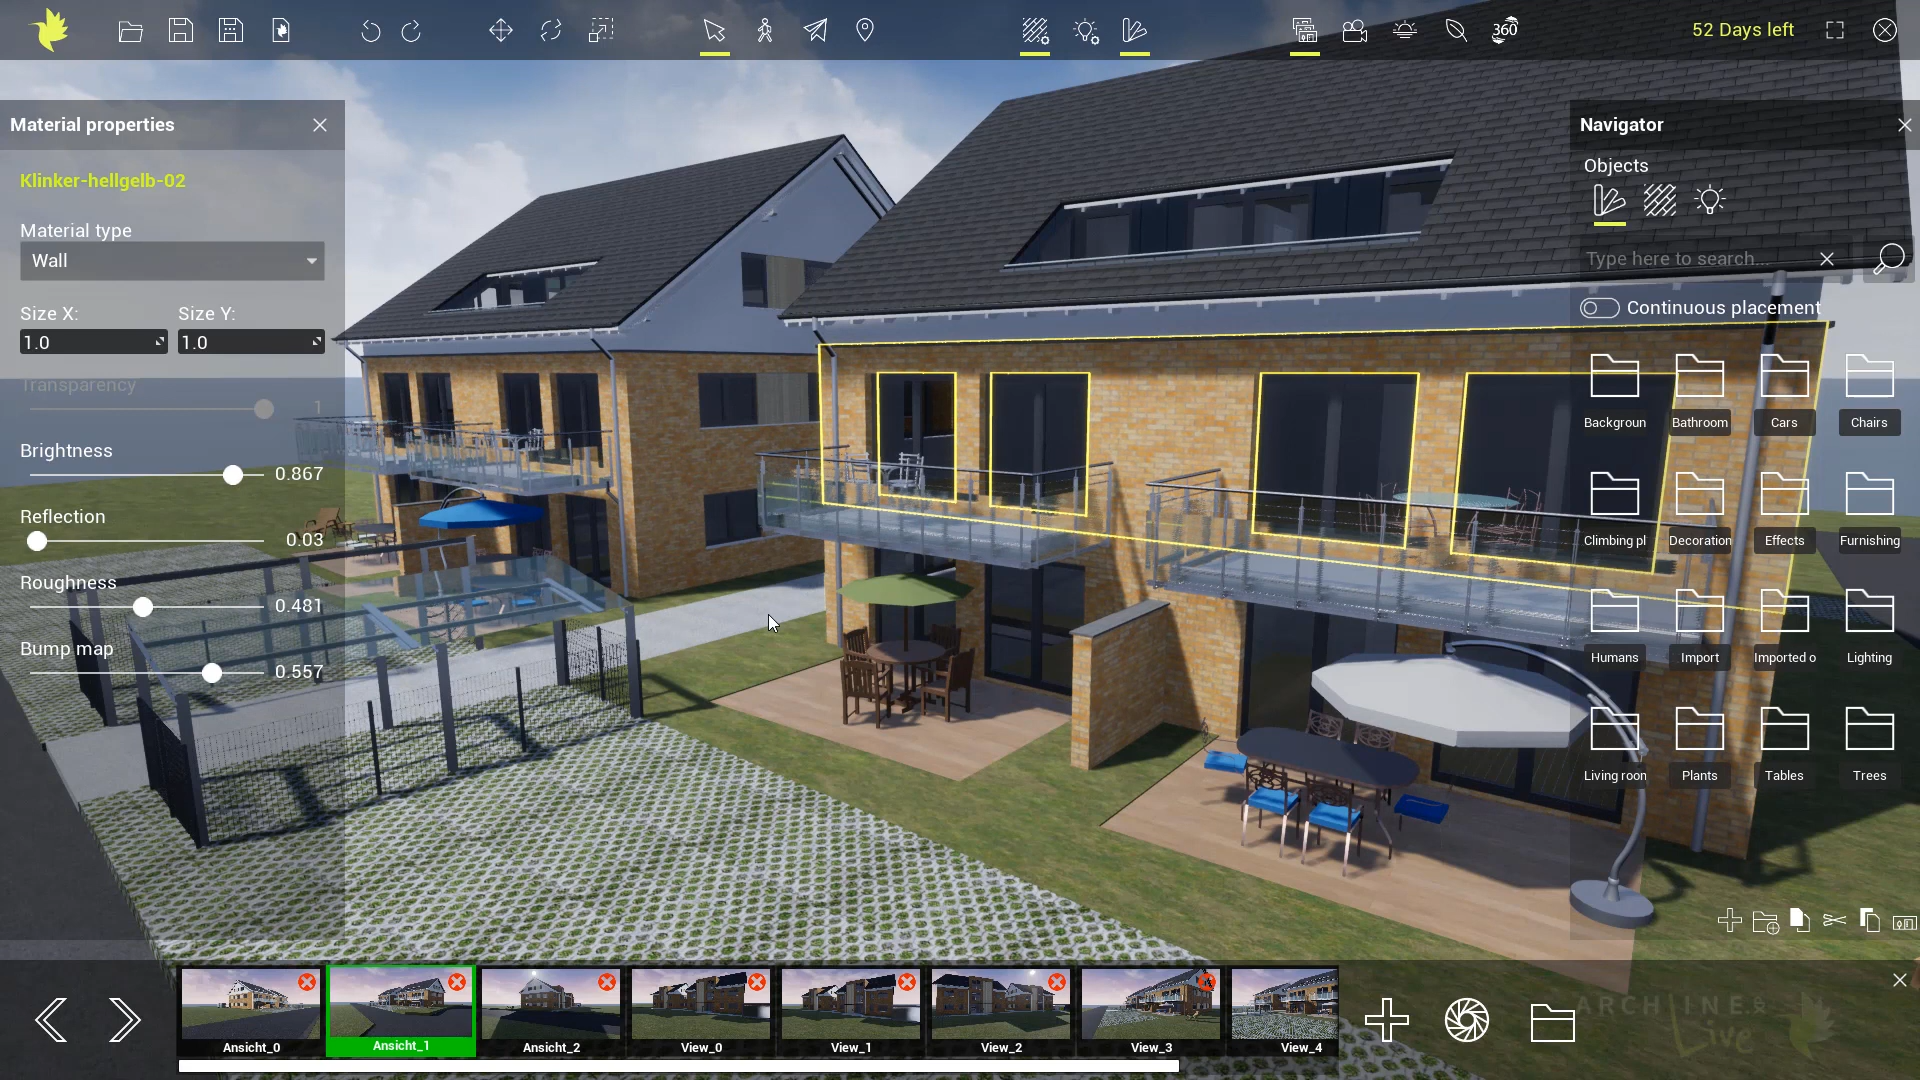 360
52 Days left
Material properties
Klinker-hellgelb-02
Material type
Wall
Size X:
Size Y:
1.0
1.0
Transparency
1
Brightness
0.867
Reflection
0.03
Roughness
0.481
Bump map
0.557
Navigator
Objects
Type here to search...
Continuous placement
Backgroun
Bathroom
Cars
Chairs
Climbing pl
Decoration
Effects
Furnishing
Humans
Import
Imported o
Lighting
Living room
Plants
Tables
Trees
Ansicht_0
Ansicht_1
Ansicht_2
View_0
View_1
View_2
View_3
View_4
ARCHLINE
Live